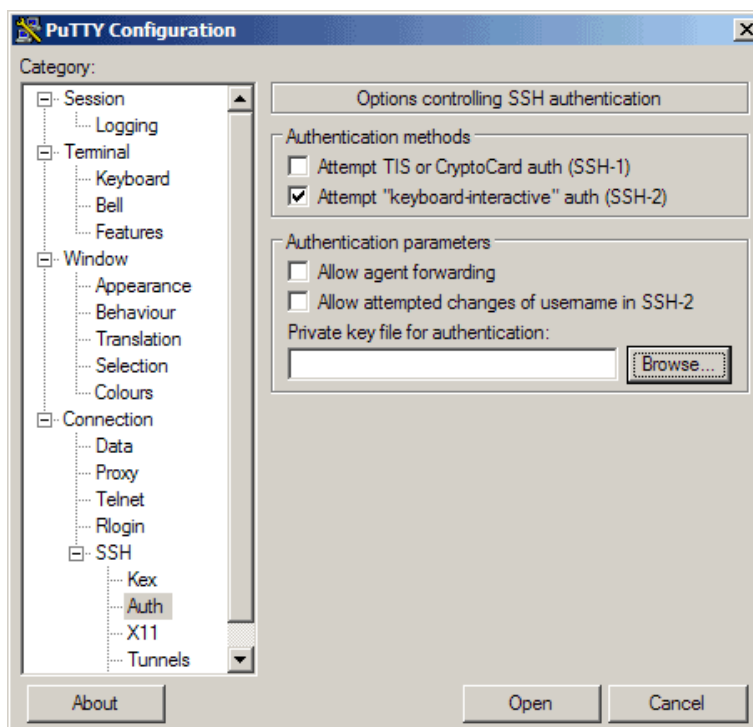 PuTTY Configuration
Category:
Session
Logging
Terminal
Keyboard
Bell
Features
Window
Appearance
Behaviour
Translation
Selection
Colours
Connection
Data
Proxy
Telnet
Rlogin
SSH
Kex
Auth
X11
Tunnels
Options controlling SSH authentication
Authentication methods
Attempt TIS or CryptoCard auth (SSH-1)
Attempt "keyboard-interactive" auth (SSH-2)
Authentication parameters
Allow agent forwarding
Allow attempted changes of username in SSH-2
Private key file for authentication:
Browse...
About
Open
Cancel